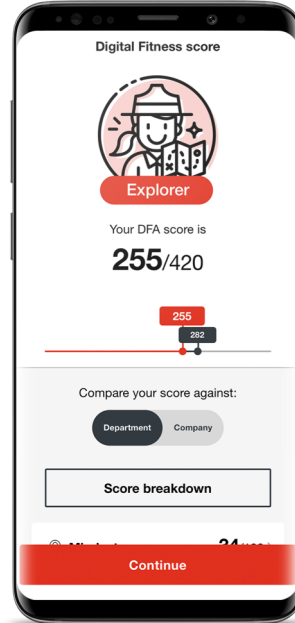 Digital Fitness score
Explorer
Your DFA score is
255/420
255
282
Compare your score against:
Department
Company
Score breakdown
Continue